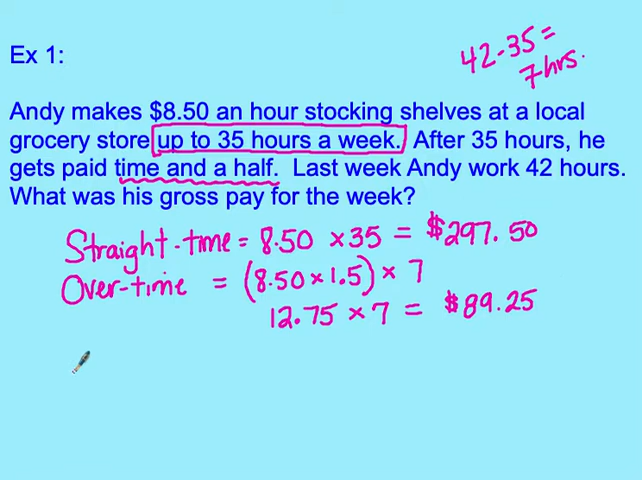 Ex 1:
42-35=
7hrs.
Andy makes $8.50 an hour stocking shelves at a local
grocery store up to 35 hours a week. After 35 hours, he
gets paid time and a half. Last week Andy work 42 hours.
What was his gross pay for the week?
Straight-time = 8.50 ×35 = $297.50
Over-time = (8.50×1.5) × 7
12.75 ×7 = $89.25